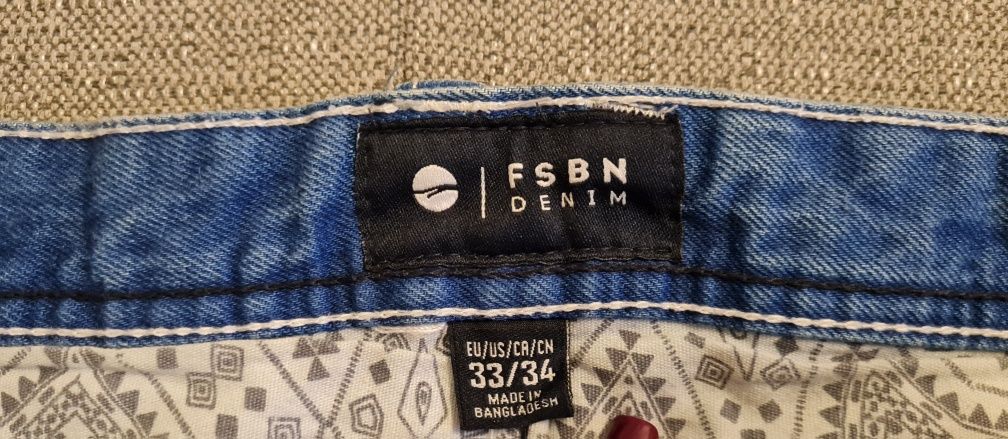 FSBN
DENIM
EU/US/CA/CN
33/34
MADE IN
BANGLADESH